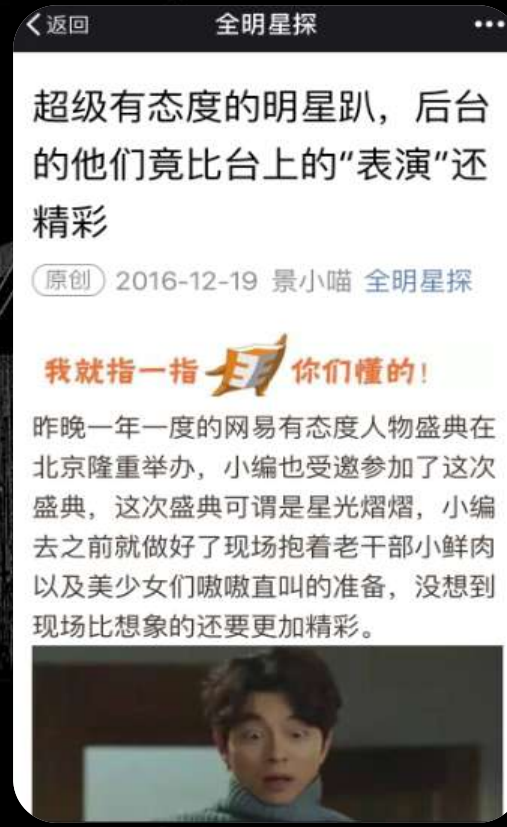 返回 全明星探
超级有态度的明星趴，后台
的他们竟比台上的“表演”还
精彩
原创 2016-12-19 景小喵 全明星探
我就指一指 你们懂的！
昨晚一年一度的网易有态度人物盛典在
北京隆重举办，小编也受邀参加了这次
盛典，这次盛典可谓是星光熠熠，小编
去之前就做好了现场抱着老干部小鲜肉
以及美少女们嗷嗷直叫的准备，没想到
现场比想象的还要更加精彩。